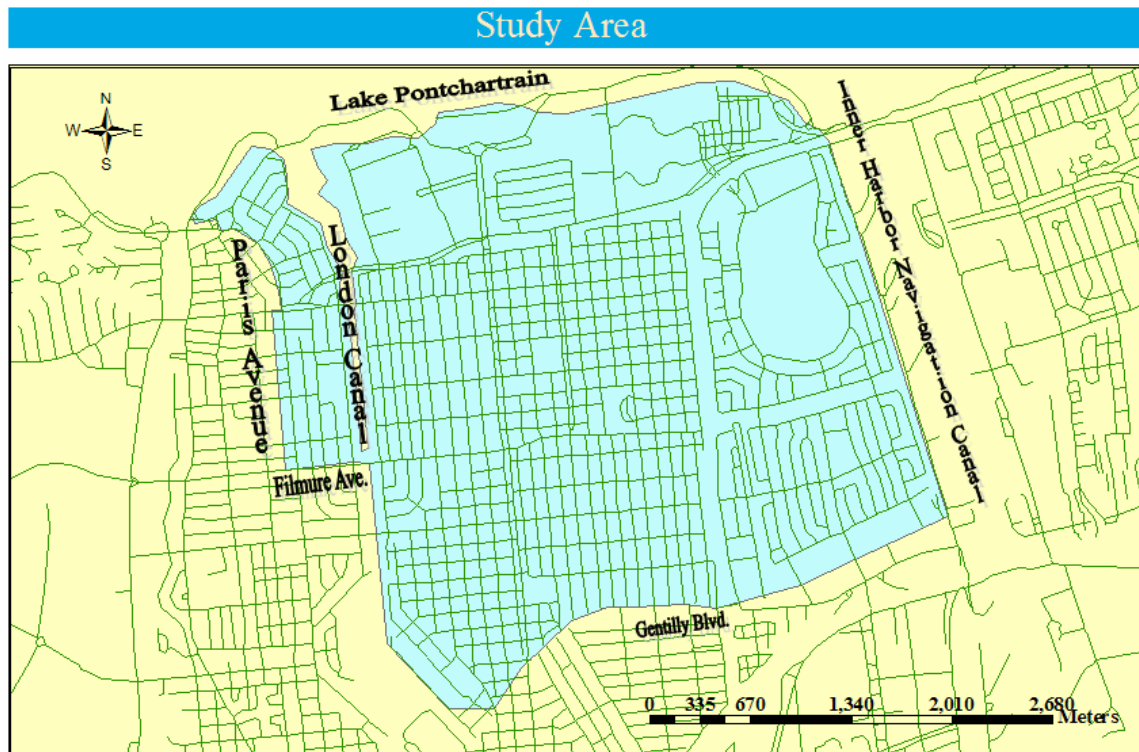 Study Area
Lake Pontchartrain
N
W E
S
Inner Harbor Navigation Canal
London Canal
Paris Avenue
Filmure Ave.
Gentilly Blvd.
0 335 670 1,340 2,010 2,680
Meters